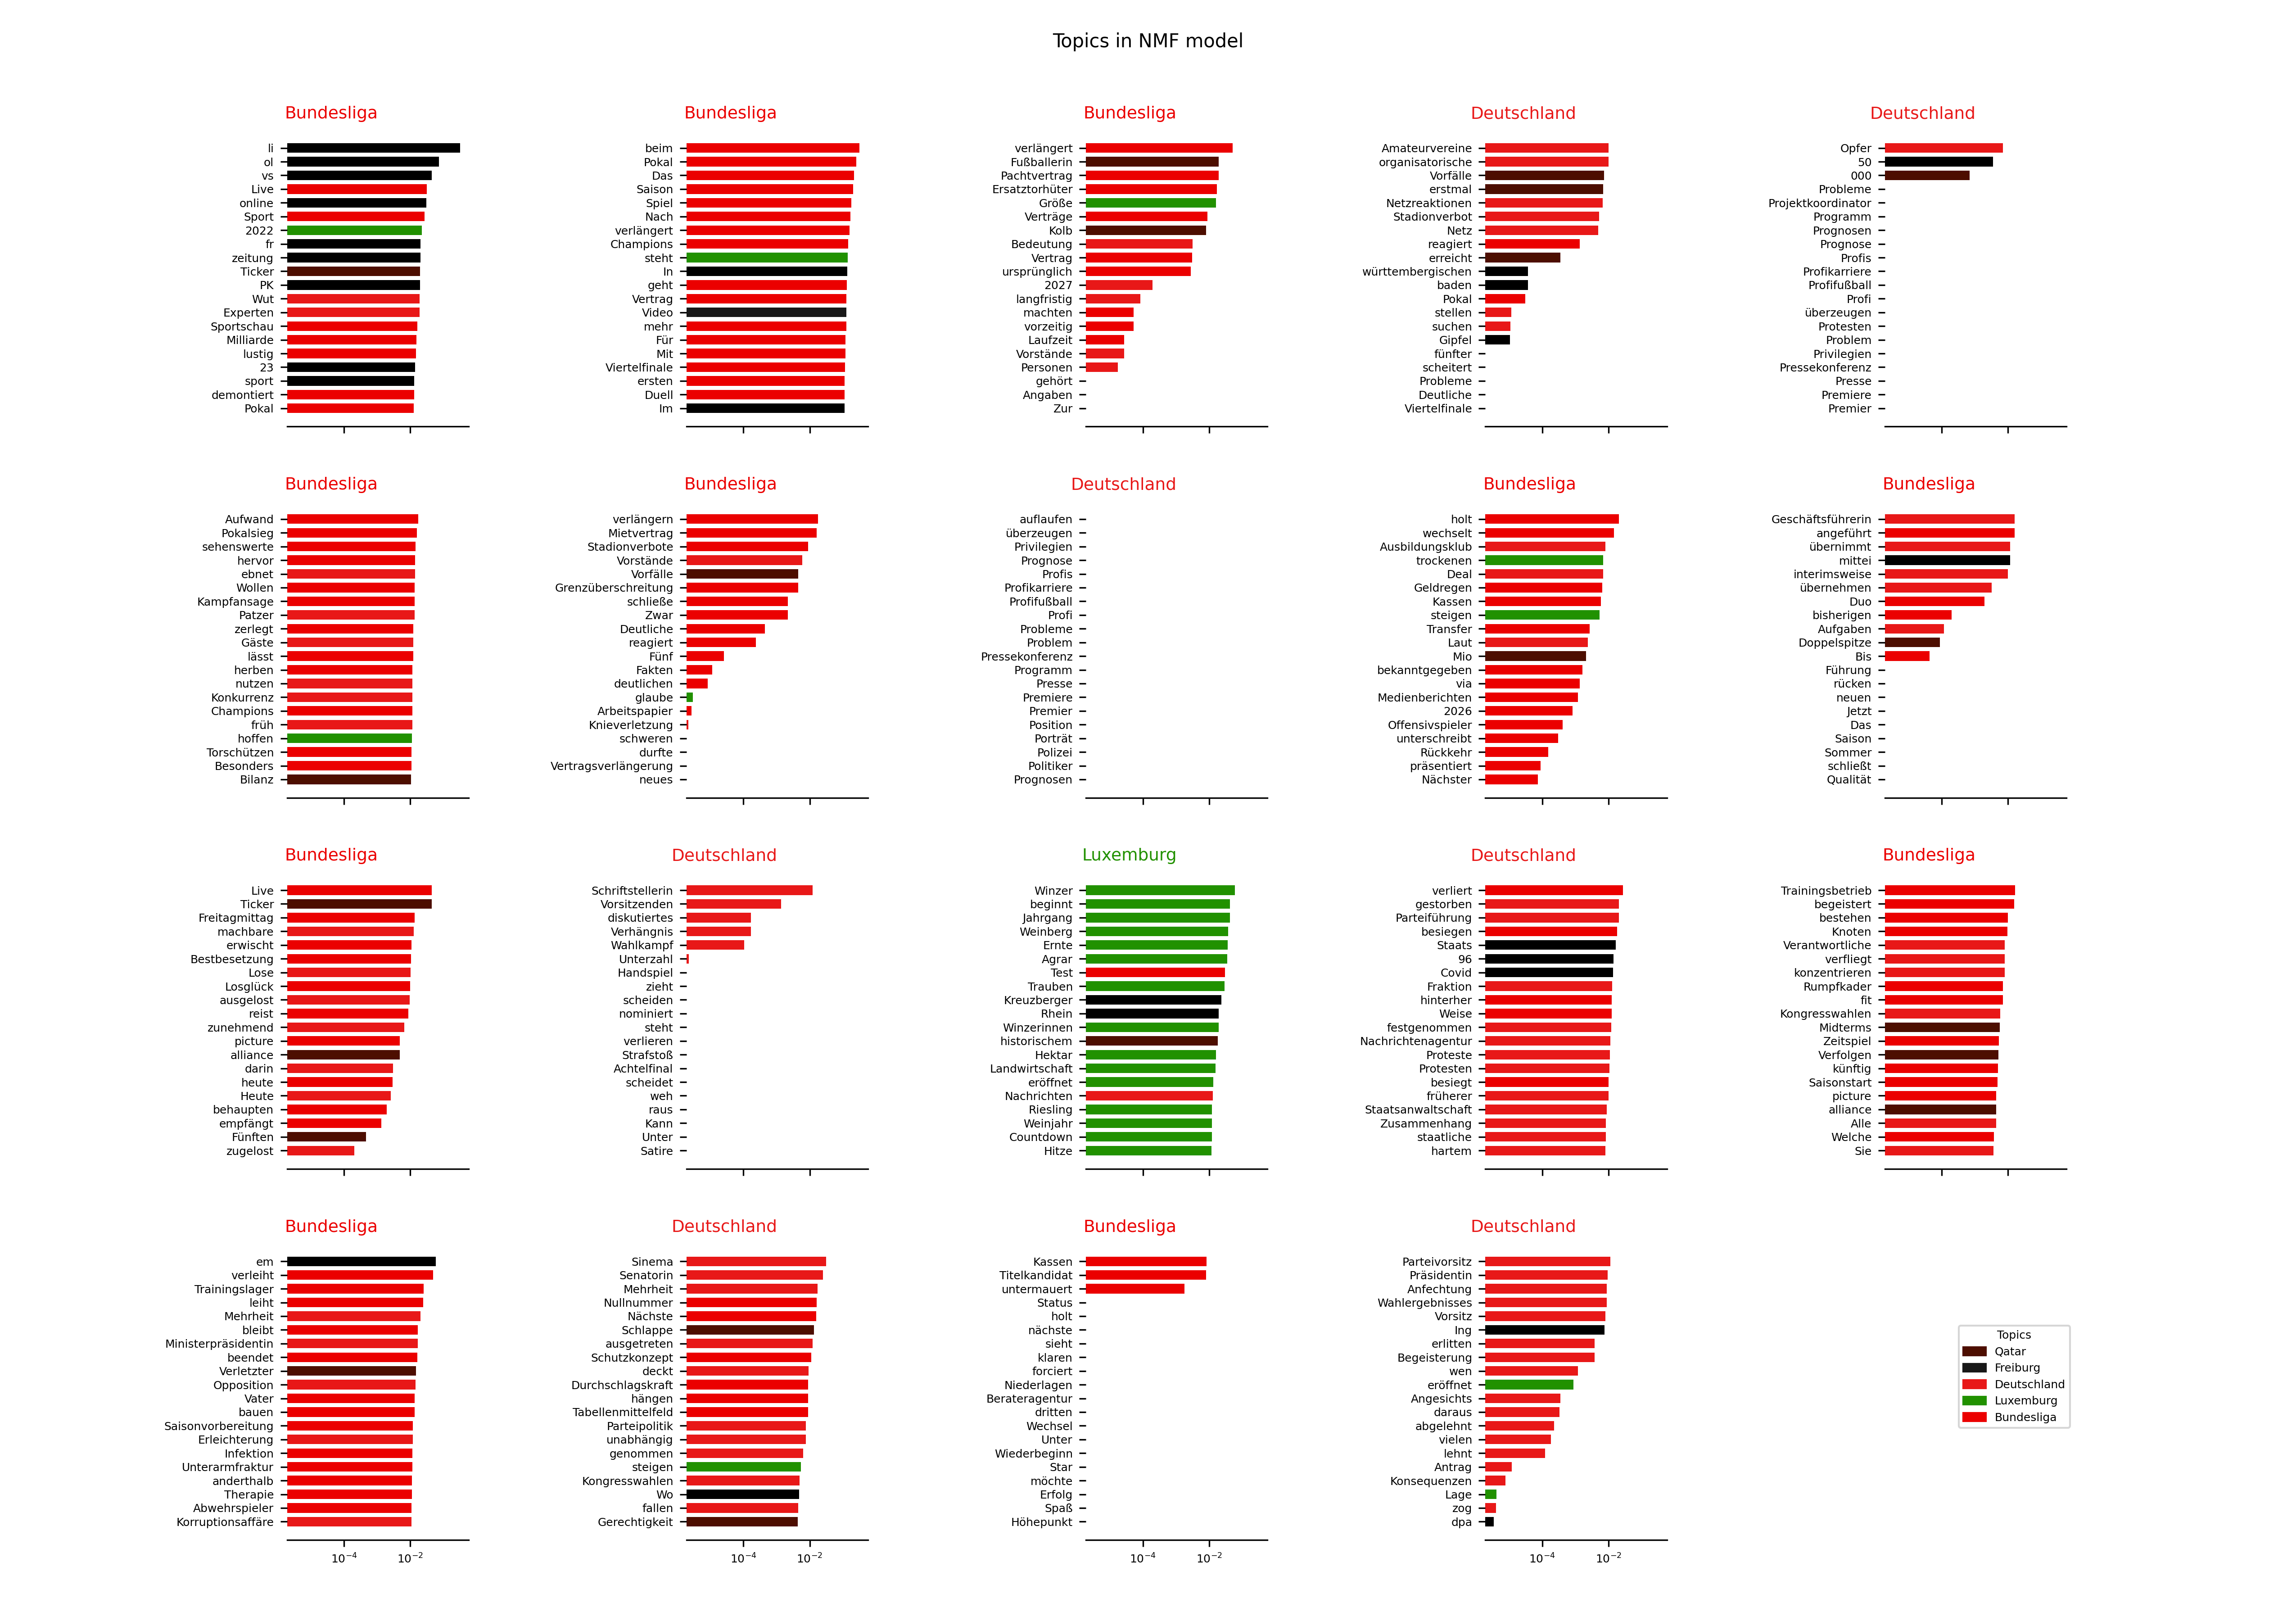 Topics in NMF model
Bundesliga
li
ol
vs
Live
online
Sport
2022
fr
zeitung
Ticker
PK
Wut
Experten
Sportschau
Milliarde
lustig
23
sport
demontiert
Pokal
Bundesliga
beim
Pokal
Das
Saison
Spiel
Nach
verlängert
Champions
steht
In
geht
Vertrag
Video
mehr
Für
Mit
Viertelfinale
ersten
Duell
Im
Bundesliga
verlängert
Fußballerin
Pachtvertrag
Ersatztorhüter
Größe
Verträge
Kolb
Bedeutung
Vertrag
ursprünglich
2027
langfristig
machten
vorzeitig
Laufzeit
Vorstände
Personen
gehört
Angaben
Zur
Deutschland
Amateurvereine
organisatorische
Vorfälle
erstmal
Netzreaktionen
Stadionverbot
Netz
reagiert
erreicht
württembergischen
baden
Pokal
stellen
suchen
Gipfel
fünfter
scheitert
Probleme
Deutliche
Viertelfinale
Deutschland
Opfer
50
000
Probleme
Projektkoordinator
Programm
Prognosen
Prognose
Profis
Profikarriere
Profifußball
Profi
überzeugen
Protesten
Problem
Privilegien
Pressekonferenz
Presse
Premiere
Premier
Bundesliga
Aufwand
Pokalsieg
sehenswerte
hervor
ebnet
Wollen
Kampfansage
Patzer
zerlegt
Gäste
lässt
herben
nutzen
Konkurrenz
Champions
früh
hoffen
Torschützen
Besonders
Bilanz
Bundesliga
verlängern
Mietvertrag
Stadionverbote
Vorstände
Vorfälle
Grenzüberschreitung
schließe
Zwar
Deutliche
reagiert
Fünf
Fakten
deutlichen
glaube
Arbeitspapier
Knieverletzung
schweren
durfte
Vertragsverlängerung
neues
Deutschland
auflaufen
überzeugen
Privilegien
Prognose
Profis
Profikarriere
Profifußball
Profi
Probleme
Problem
Pressekonferenz
Programm
Presse
Premiere
Premier
Position
Porträt
Polizei
Politiker
Prognosen
Bundesliga
holt
wechselt
Ausbildungsklub
trockenen
Deal
Geldregen
Kassen
steigen
Transfer
Laut
Mio
bekanntgegeben
via
Medienberichten
2026
Offensivspieler
unterschreibt
Rückkehr
präsentiert
Nächster
Bundesliga
Geschäftsführerin
angeführt
übernimmt
mittei
interimsweise
übernehmen
Duo
bisherigen
Aufgaben
Doppelspitze
Bis
Führung
rücken
neuen
Jetzt
Das
Saison
Sommer
schließt
Qualität
Bundesliga
Live
Ticker
Freitagmittag
machbare
erwischt
Bestbesetzung
Lose
Losglück
ausgelost
reist
zunehmend
picture
alliance
darin
heute
Heute
behaupten
empfängt
Fünften
zugelost
Deutschland
Schriftstellerin
Vorsitzenden
diskutiertes
Verhängnis
Wahlkampf
Unterzahl
Handspiel
zieht
scheiden
nominiert
steht
verlieren
Strafstoß
Achtelfinal
scheidet
weh
raus
Kann
Unter
Satire
Luxemburg
Winzer
beginnt
Jahrgang
Weinberg
Ernte
Agrar
Test
Trauben
Kreuzberger
Rhein
Winzerinnen
historischem
Hektar
Landwirtschaft
eröffnet
Nachrichten
Riesling
Weinjahr
Countdown
Hitze
Deutschland
verliert
gestorben
Parteiführung
besiegen
Staats
96
Covid
Fraktion
hinterher
Weise
festgenommen
Nachrichtenagentur
Proteste
Protesten
besiegt
früherer
Staatsanwaltschaft
Zusammenhang
staatliche
hartem
Bundesliga
Trainingsbetrieb
begeistert
bestehen
Knoten
Verantwortliche
verfliegt
konzentrieren
Rumpfkader
fit
Kongresswahlen
Midterms
Zeitspiel
Verfolgen
künftig
Saisonstart
picture
alliance
Alle
Welche
Sie
Bundesliga
em
verleiht
Trainingslager
leiht
Mehrheit
bleibt
Ministerpräsidentin
beendet
Verletzter
Opposition
Vater
bauen
Saisonvorbereitung
Erleichterung
Infektion
Unterarmfraktur
anderthalb
Therapie
Abwehrspieler
Korruptionsaffäre
10⁻⁴ 10⁻²
Deutschland
Sinema
Senatorin
Mehrheit
Nullnummer
Nächste
Schlappe
ausgetreten
Schutzkonzept
deckt
Durchschlagskraft
hängen
Tabellenmittelfeld
Parteipolitik
unabhängig
genommen
steigen
Kongresswahlen
Wo
fallen
Gerechtigkeit
10⁻⁴ 10⁻²
Bundesliga
Kassen
Titelkandidat
untermauert
Status
holt
nächste
sieht
klaren
forciert
Niederlagen
Berateragentur
dritten
Wechsel
Unter
Wiederbeginn
Star
möchte
Erfolg
Spaß
Höhepunkt
10⁻⁴ 10⁻²
Deutschland
Parteivorsitz
Präsidentin
Anfechtung
Wahlergebnisses
Vorsitz
Ing
erlitten
Begeisterung
wen
eröffnet
Angesichts
daraus
abgelehnt
vielen
lehnt
Antrag
Konsequenzen
Lage
zog
dpa
10⁻⁴ 10⁻²
Topics
Qatar
Freiburg
Deutschland
Luxemburg
Bundesliga